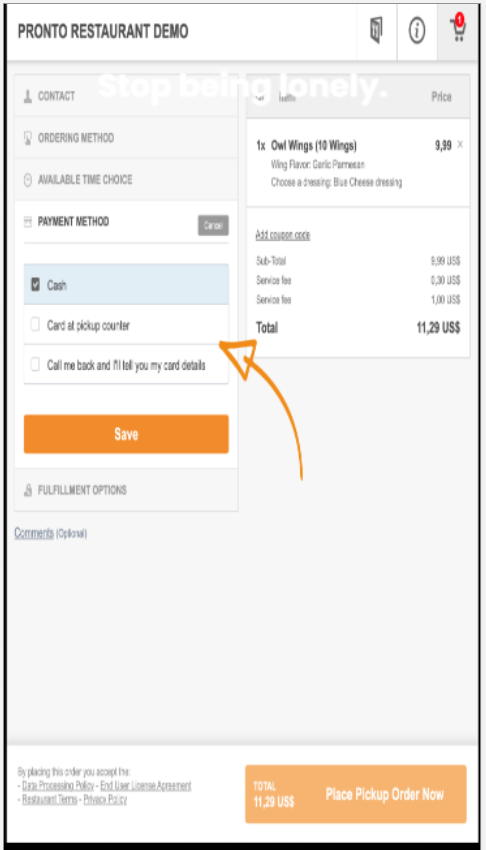 PRONTO RESTAURANT DEMO
1
Stop being lonely.
CONTACT
ORDERING METHOD
AVAILABLE TIME CHOICE
PAYMENT METHOD
Cancel
Cash
Card at pickup counter
Call me back and I'll tell you my card details
Save
FULFILLMENT OPTIONS
Comments (Optional)
Price
1x Owl Wings (10 Wings) 9,99 ×
Wing Flavor: Garlic Parmesan
Choose a dressing: Blue Cheese dressing
Add coupon code
Sub-Total 9,99 US$
Service fee 0,30 US$
Service fee 1,00 US$
Total 11,29 US$
By placing this order you accept the:
- Data Processing Policy - End User License Agreement
- Restaurant Terms - Privacy Policy
TOTAL
11,29 US$
Place Pickup Order Now